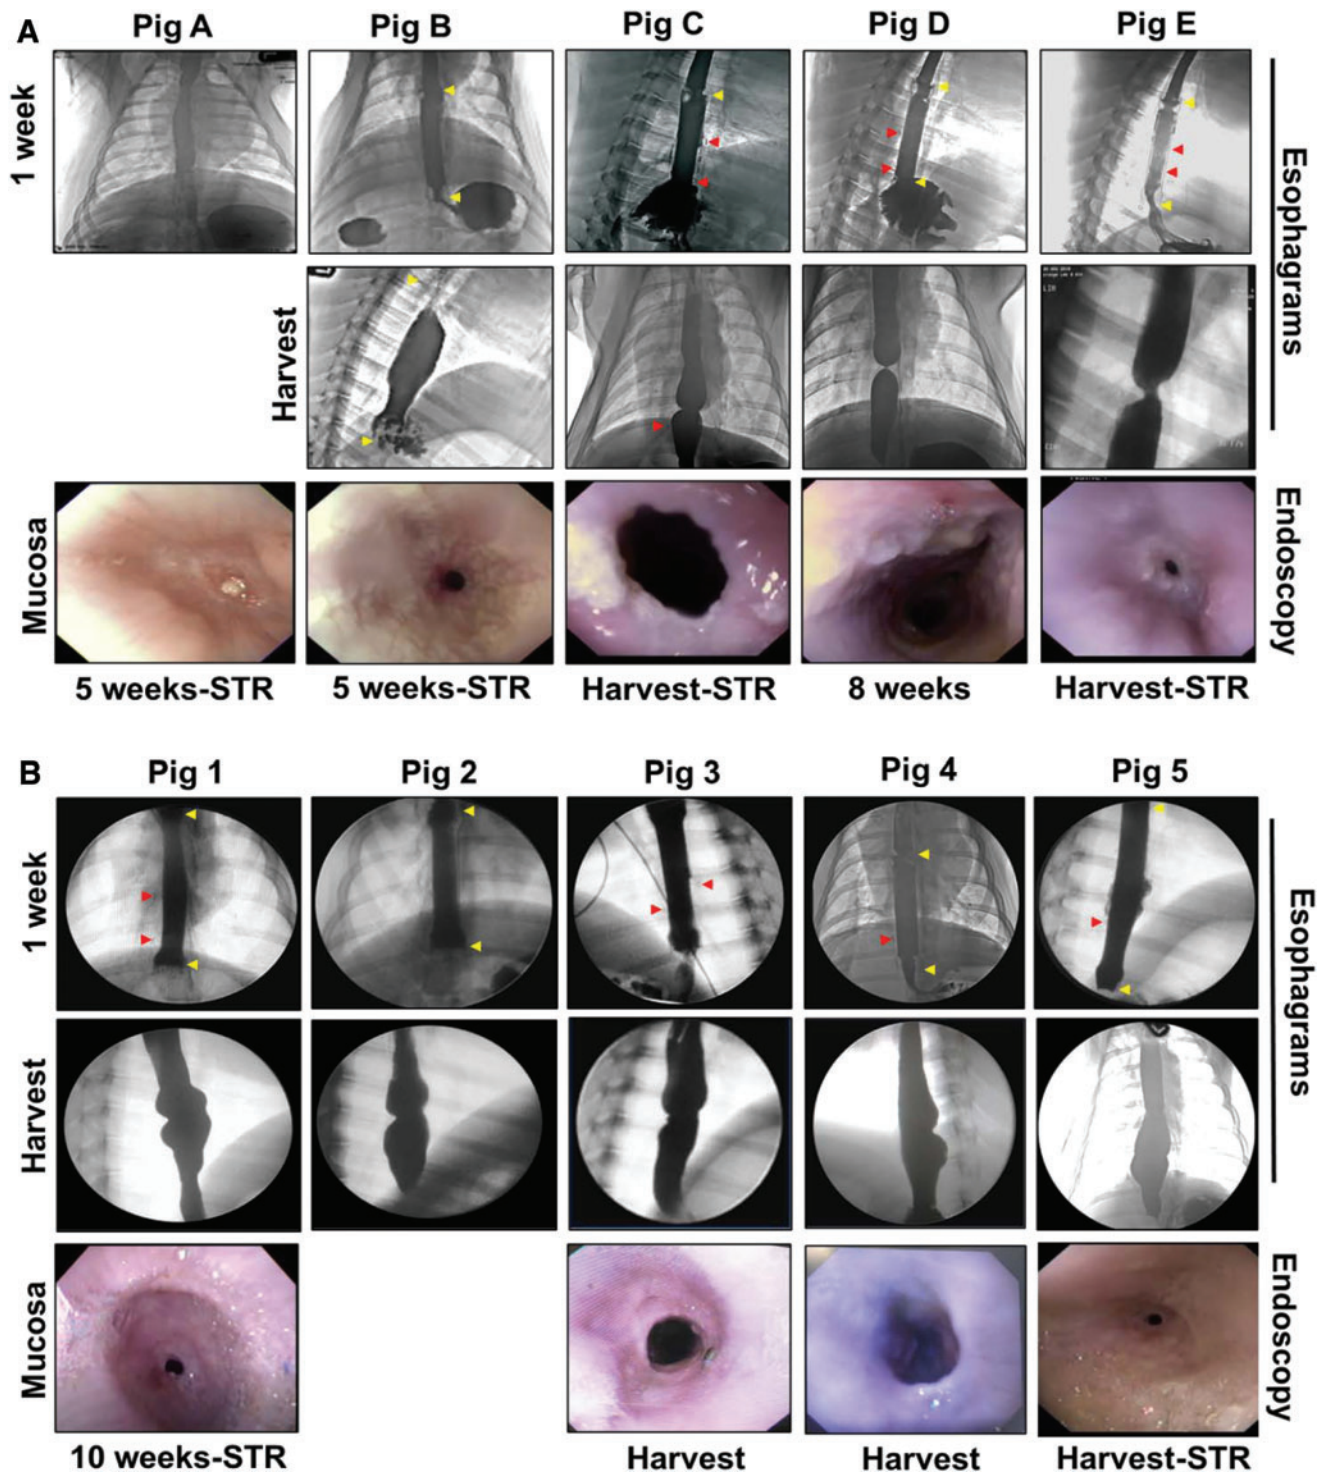 A
Pig A
Pig B
Pig C
Pig D
Pig E
1 week
Harvest
Esophagrams
Mucosa
Endoscopy
5 weeks-STR
5 weeks-STR
Harvest-STR
8 weeks
Harvest-STR
B
Pig 1
Pig 2
Pig 3
Pig 4
Pig 5
1 week
Harvest
Esophagrams
Mucosa
Endoscopy
10 weeks-STR
Harvest
Harvest
Harvest-STR